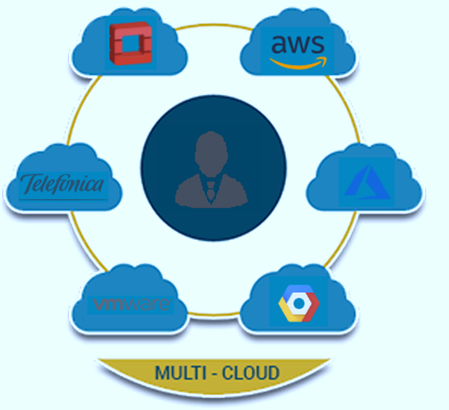 aws
Telefónica
vmware
MULTI - CLOUD